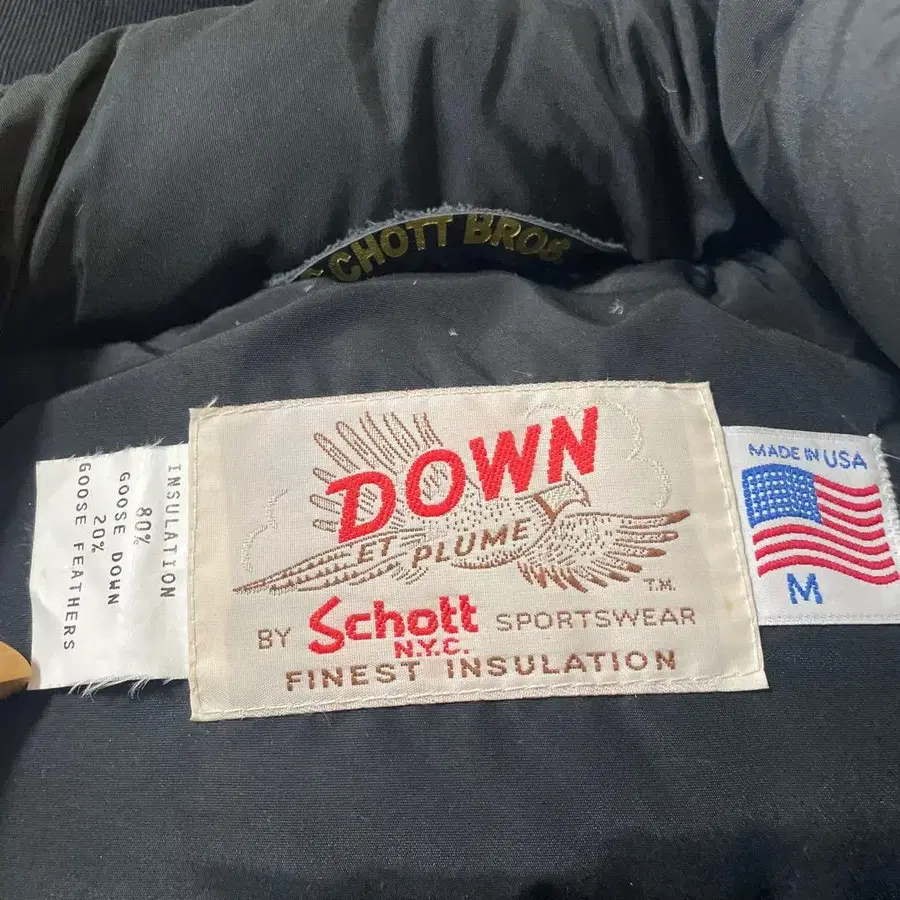 SCHOTT BROS
DOWN
ET PLUME
T.M.
BY Schott SPORTSWEAR
N.Y.C.
FINEST INSULATION
INSULATION
80%
GOOSE DOWN
20%
GOOSE FEATHERS
MADE IN USA
M